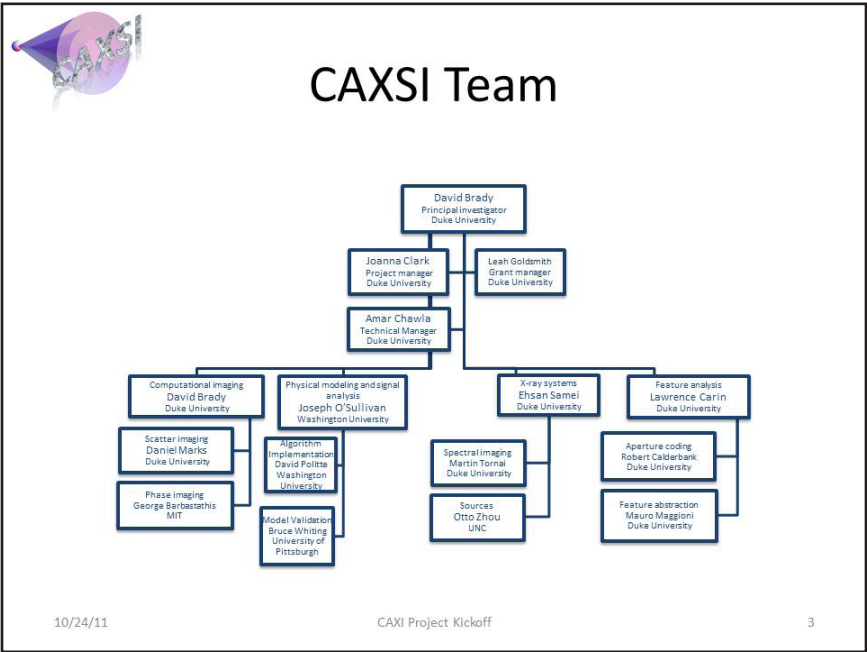 CAXSI
CAXSI Team
David Brady
Principal investigator
Duke University
Joanna Clark
Project manager
Duke University
Leah Goldsmith
Grant manager
Duke University
Amar Chawla
Technical Manager
Duke University
Computational imaging
David Brady
Duke University
Physical modeling and signal
analysis
Joseph O'Sullivan
Washington University
X-ray systems
Ehsan Samei
Duke University
Feature analysis
Lawrence Carin
Duke University
Scatter imaging
Daniel Marks
Duke University
Phase imaging
George Barbastathis
MIT
Algorithm
Implementation
David Politte
Washington
University
Model Validation
Bruce Whiting
University of
Pittsburgh
Spectral imaging
Martin Tornai
Duke University
Sources
Otto Zhou
UNC
Aperture coding
Robert Calderbank
Duke University
Feature abstraction
Mauro Maggioni
Duke University
10/24/11
CAXI Project Kickoff
3